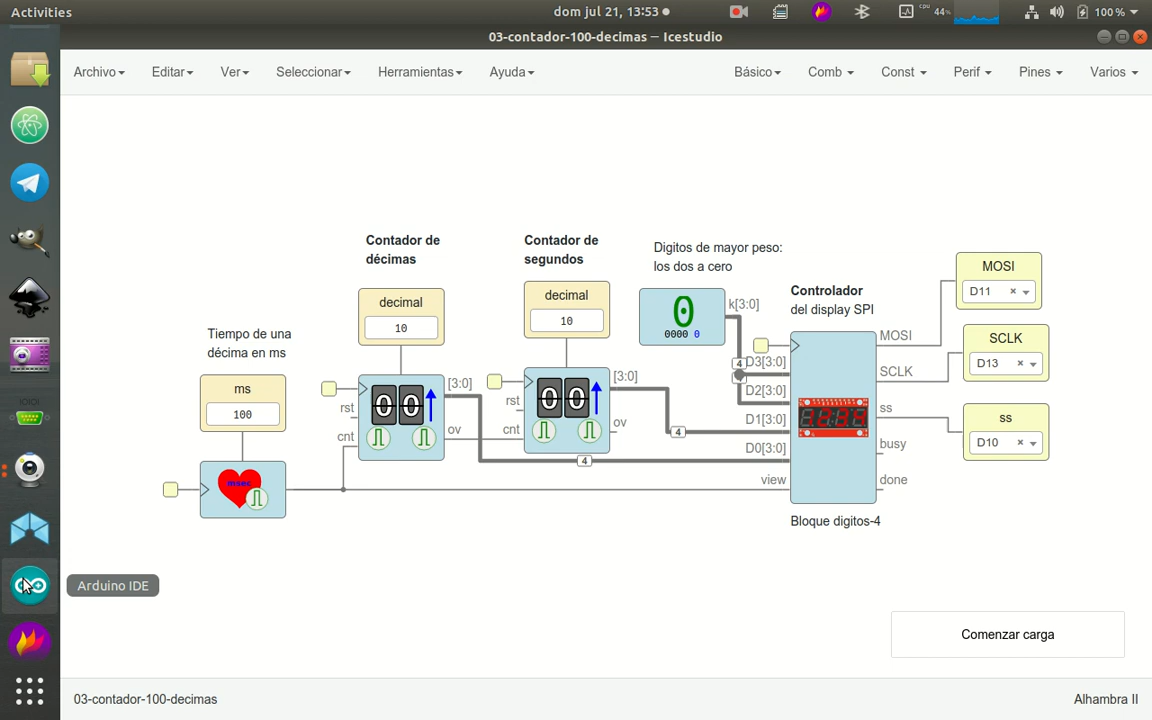 Activities
dom jul 21, 13:53
cpu 44%
100%
03-contador-100-decimas — Icestudio
Archivo Editar Ver Seleccionar Herramientas Ayuda Básico Comb Const Perif Pines Varios
Contador de
décimas
decimal
10
Contador de
segundos
decimal
10
Digitos de mayor peso:
los dos a cero
0
0000 0
k[3:0]
Controlador
del display SPI
MOSI
D11
SCLK
D13
ss
D10
Tiempo de una
décima en ms
ms
100
msec
00
[3:0]
rst
cnt
ov
00
[3:0]
rst
cnt
ov
4
4
4
D3[3:0]
D2[3:0]
D1[3:0]
D0[3:0]
view
MOSI
SCLK
ss
busy
done
Bloque digitos-4
Arduino IDE
Comenzar carga
03-contador-100-decimas
Alhambra II